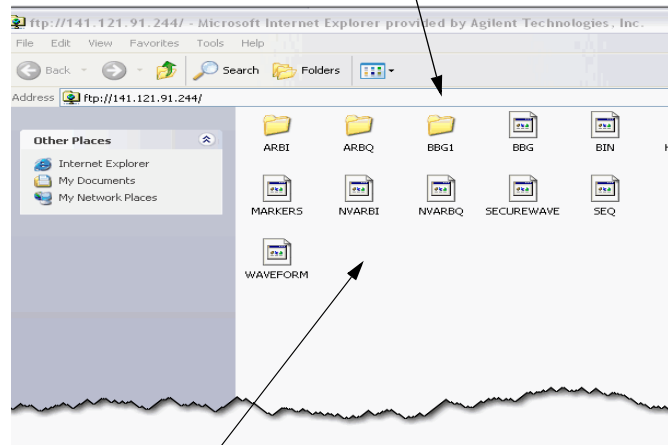 ftp://141.121.91.244/ - Microsoft Internet Explorer provided by Agilent Technologies, Inc.
File Edit View Favorites Tools Help
Back Search Folders
Address ftp://141.121.91.244/
Other Places
Internet Explorer
My Documents
My Network Places
ARBI ARBQ BBG1 BBG BIN
MARKERS NVARBI NVARBQ SECUREWAVE SEQ
WAVEFORM